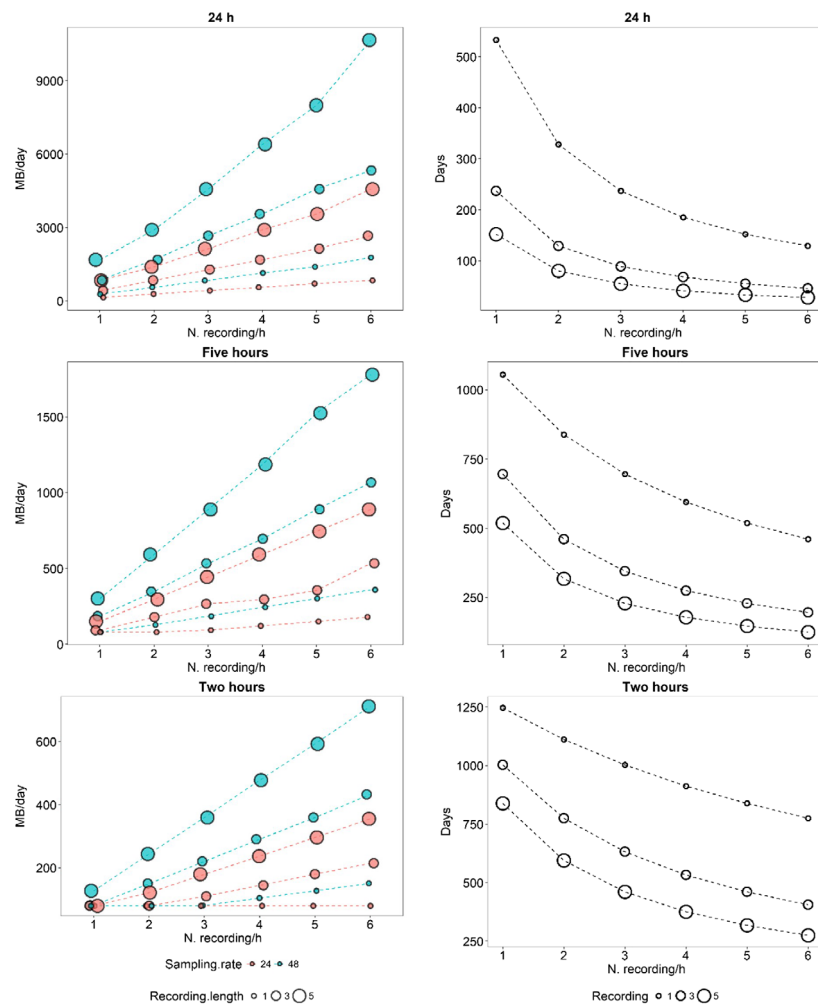 24 h
9000
6000
3000
0
MB/day
1 2 3 4 5 6
N. recording/h
24 h
500
400
300
200
100
Days
1 2 3 4 5 6
N. recording/h
Five hours
1500
1000
500
0
MB/day
1 2 3 4 5 6
N. recording/h
Five hours
1000
750
500
250
Days
1 2 3 4 5 6
N. recording/h
Two hours
600
400
200
MB/day
1 2 3 4 5 6
N. recording/h
Two hours
1250
1000
750
500
250
Days
1 2 3 4 5 6
N. recording/h
Sampling.rate 24 48
Recording.length 1 3 5
Recording 1 3 5